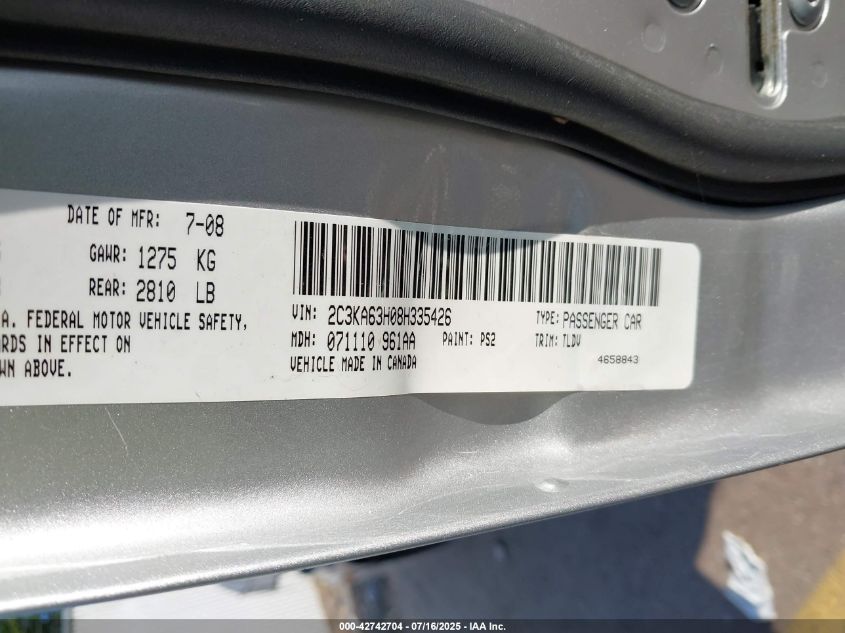 DATE OF MFR: 7-08
GAWR: 1275 KG
REAR: 2810 LB
A. FEDERAL MOTOR VEHICLE SAFETY,
RDS IN EFFECT ON
WN ABOVE.
VIN: 2C3KA63H08H335426 TYPE: PASSENGER CAR
MDH: 071110 961AA PAINT: PS2 TRIM: TLDV
VEHICLE MADE IN CANADA 4658843
000-42742704 - 07/16/2025 - IAA Inc.